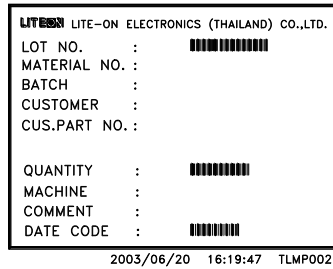 LITEON LITE-ON ELECTRONICS (THAILAND) CO.,LTD.
LOT NO. :
MATERIAL NO. :
BATCH :
CUSTOMER :
CUS.PART NO. :
QUANTITY :
MACHINE :
COMMENT :
DATE CODE :
2003/06/20 16:19:47 TLMP002